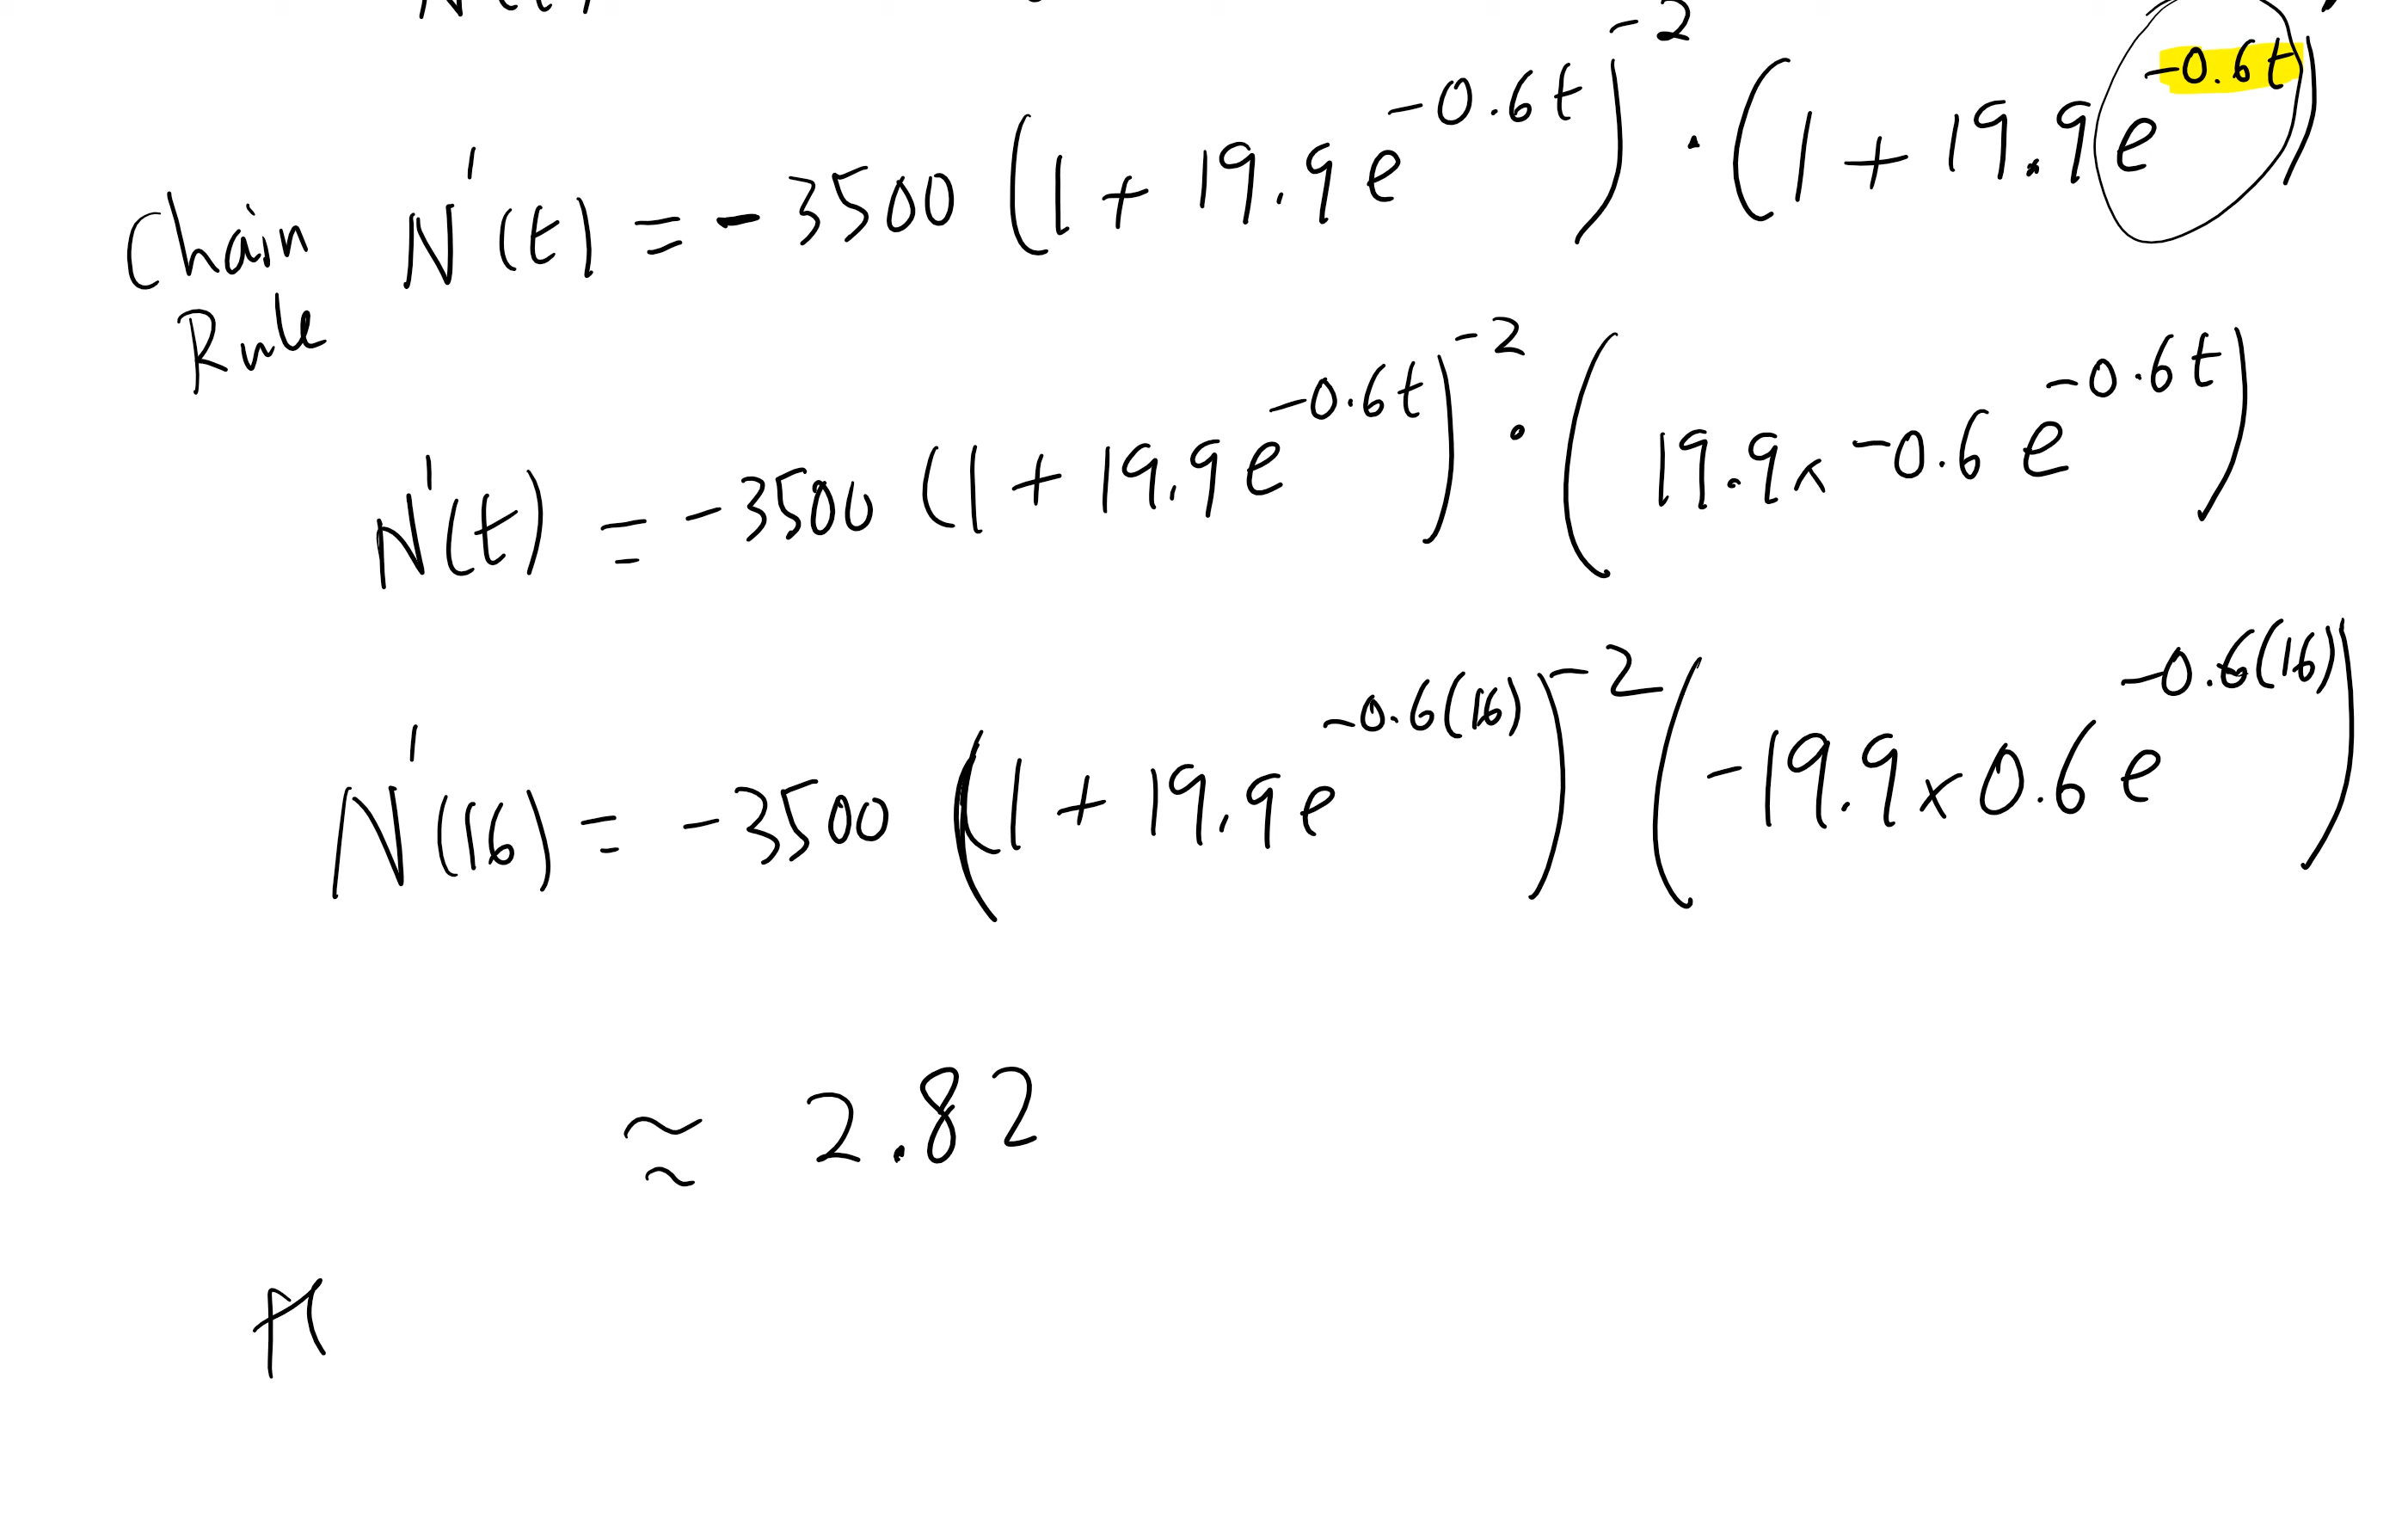 N(t)
Chain Rule N'(t) = -3500 (1 + 19.9e^{-0.6t})^{-2} · (1 + 19.9e^{-0.6t})'
N'(t) = -3500 (1 + 19.9e^{-0.6t})^{-2} · (19.9 x -0.6 e^{-0.6t})
N'(16) = -3500 (1 + 19.9e^{-0.6(16)})^{-2} (-19.9 x 0.6 e^{-0.6(16)})
≈ 2.82